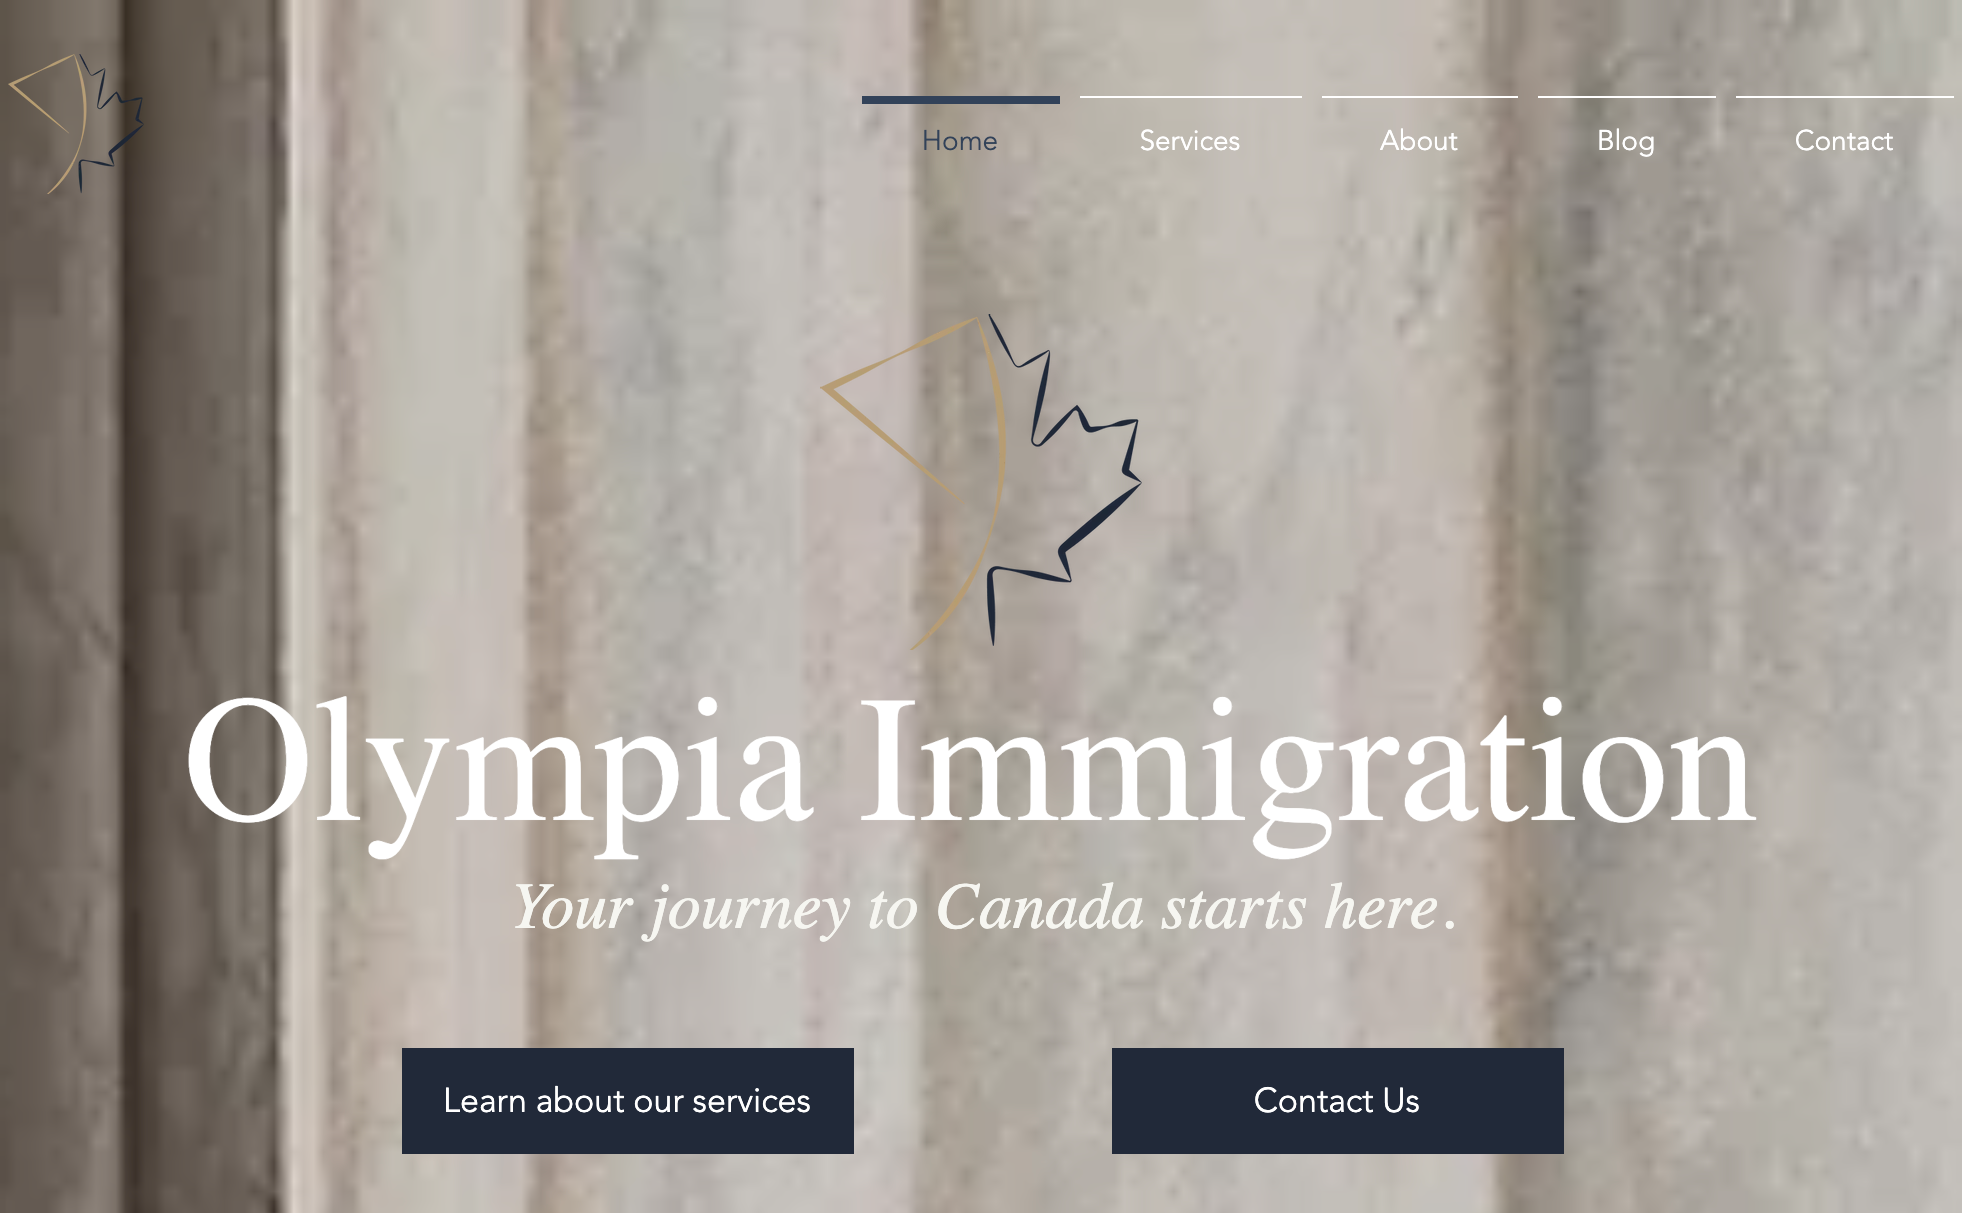 Home Services About Blog Contact
Olympia Immigration
Your journey to Canada starts here.
Learn about our services Contact Us